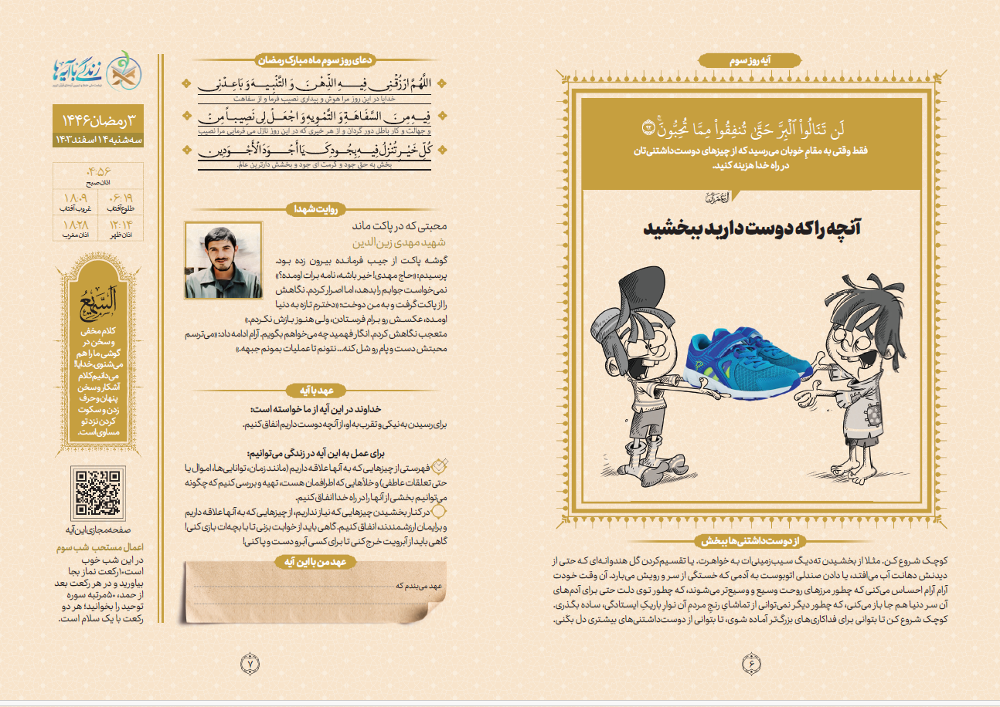 آیه روز سوم
لَن تَنَالُوا۟ ٱلْبِرَّ حَتَّىٰ تُنفِقُوا۟ مِمَّا تُحِبُّونَ ۚ ﴿۹۲﴾
فقط وقتی به مقام خوبان می‌رسید که از چیزهای دوست‌داشتنی‌تان
در راه خدا هزینه کنید.
آل‌عمران
آنچه را که دوست دارید ببخشید
از دوست‌داشتنی‌ها ببخش
کوچک شروع کن. مثلا از بخشیدن ته‌دیگ سیب‌زمینی‌ات به خواهرت. یا تقسیم‌کردن گل هندوانه‌ای که حتی از
دیدنش دهانت آب می‌افتد، یا دادن صندلی اتوبوست به آدمی که خستگی از سر و رویش می‌بارد. آن وقت خودت
آرام آرام احساس می‌کنی که چطور مرزهای روحت وسیع و وسیع‌تر می‌شوند، که چطور توی دلت حتی برای آدم‌های
آن سر دنیا هم جا باز می‌کنی، که چطور دیگر نمی‌توانی از تماشایِ رنجِ مردمِ آن نوارِ باریکِ ایستادگی، ساده بگذری.
کوچک شروع کن تا بتوانی برای فداکاری‌های بزرگ‌تر آماده شوی، تا بتوانی از دوست‌داشتنی‌های بیشتری دل بکنی.
۶
دعای روز سوم ماه مبارک رمضان
اللَّهُمَّ ارْزُقْنِی فِیهِ الذِّهْنَ وَ التَّنْبِیهَ وَ بَاعِدْنِی
خدایا در این روز مرا هوش و بیداری نصیب فرما و از سفاهت
فِیهِ مِنَ السَّفَاهَةِ وَ التَّمْوِیهِ وَ اجْعَلْ لِی نَصِیباً مِنْ
و جهالت و کار باطل دور گردان و از هر خیری که در این روز نازل می فرمایی مرا نصیب
کُلِّ خَیْرٍ تُنْزِلُ فِیهِ بِجُودِکَ یَا أَجْوَدَ الْأَجْوَدِینَ
بخش به حق جود و کرمت ای جود و بخشش دارترین عالم.
روایت شهدا
محبتی که در پاکت ماند
شهید مهدی زین‌الدین
گوشه پاکت از جیب فرمانده بیرون زده بود.
پرسیدم: «حاج مهدی! خیر باشه، نامه برات اومده؟»
نمی‌خواست جوابم را بدهد، اما اصرار کردم. نگاهش
را از پاکت گرفت و به من دوخت: «دخترم تازه به دنیا
اومده، عکسش رو برام فرستادن، ولی هنوز بازش نکردم.»
متعجب نگاهش کردم. انگار فهمید چه می‌خواهم بگویم. آرام ادامه داد: «می‌ترسم
محبتش دست و پام رو شل کنه... نتونم تا عملیات بمونم جبهه.»
عهد با آیه
خداوند در این آیه از ما خواسته است:
برای رسیدن به نیکی و تقرب به او، از آنچه دوست داریم انفاق کنیم.
برای عمل به این آیه در زندگی می‌توانیم:
فهرستی از چیزهایی که به آنها علاقه داریم (مانند زمان، توانایی‌ها، اموال یا
حتی تعلقات عاطفی) و خلأهایی که اطرافمان هست، تهیه و بررسی کنیم که چگونه
می‌توانیم بخشی از آنها را در راه خدا انفاق کنیم.
در کنار بخشیدن چیزهایی که نیاز نداریم، از چیزهایی که به آنها علاقه داریم
و برایمان ارزشمندند، انفاق کنیم. گاهی باید از خوابت بزنی تا با بچه‌ات بازی کنی!
گاهی باید از آبرویت خرج کنی تا برای کسی آبرو دست و پا کنی!
عهد من با این آیه
عهد می‌بندم که
۷
زندگی با آیه‌ها
۳ رمضان ۱۴۴۶
سه‌شنبه ۱۴ اسفند ۱۴۰۳
۰۴:۵۶
اذان صبح
۰۶:۱۹ ۱۸:۰۹
طلوع آفتاب غروب آفتاب
۱۲:۱۴ ۱۸:۲۸
اذان ظهر اذان مغرب
السَّمِیعُ
کلام مخفی
و سخن در
گوشی ما را هم
می‌شنوی. خدایا!
می‌دانیم کلام
آشکار و سخن
پنهان و حرف
زدن و سکوت
کردن نزد تو
مساوی است.
صفحه مجازی این آیه
اعمال مستحب شب سوم
در این شب خوب
است ۱۰رکعت نماز بجا
بیاورید و در هر رکعت بعد
از حمد، ۵۰مرتبه سوره
توحید را بخوانید؛ هر دو
رکعت با یک سلام است.